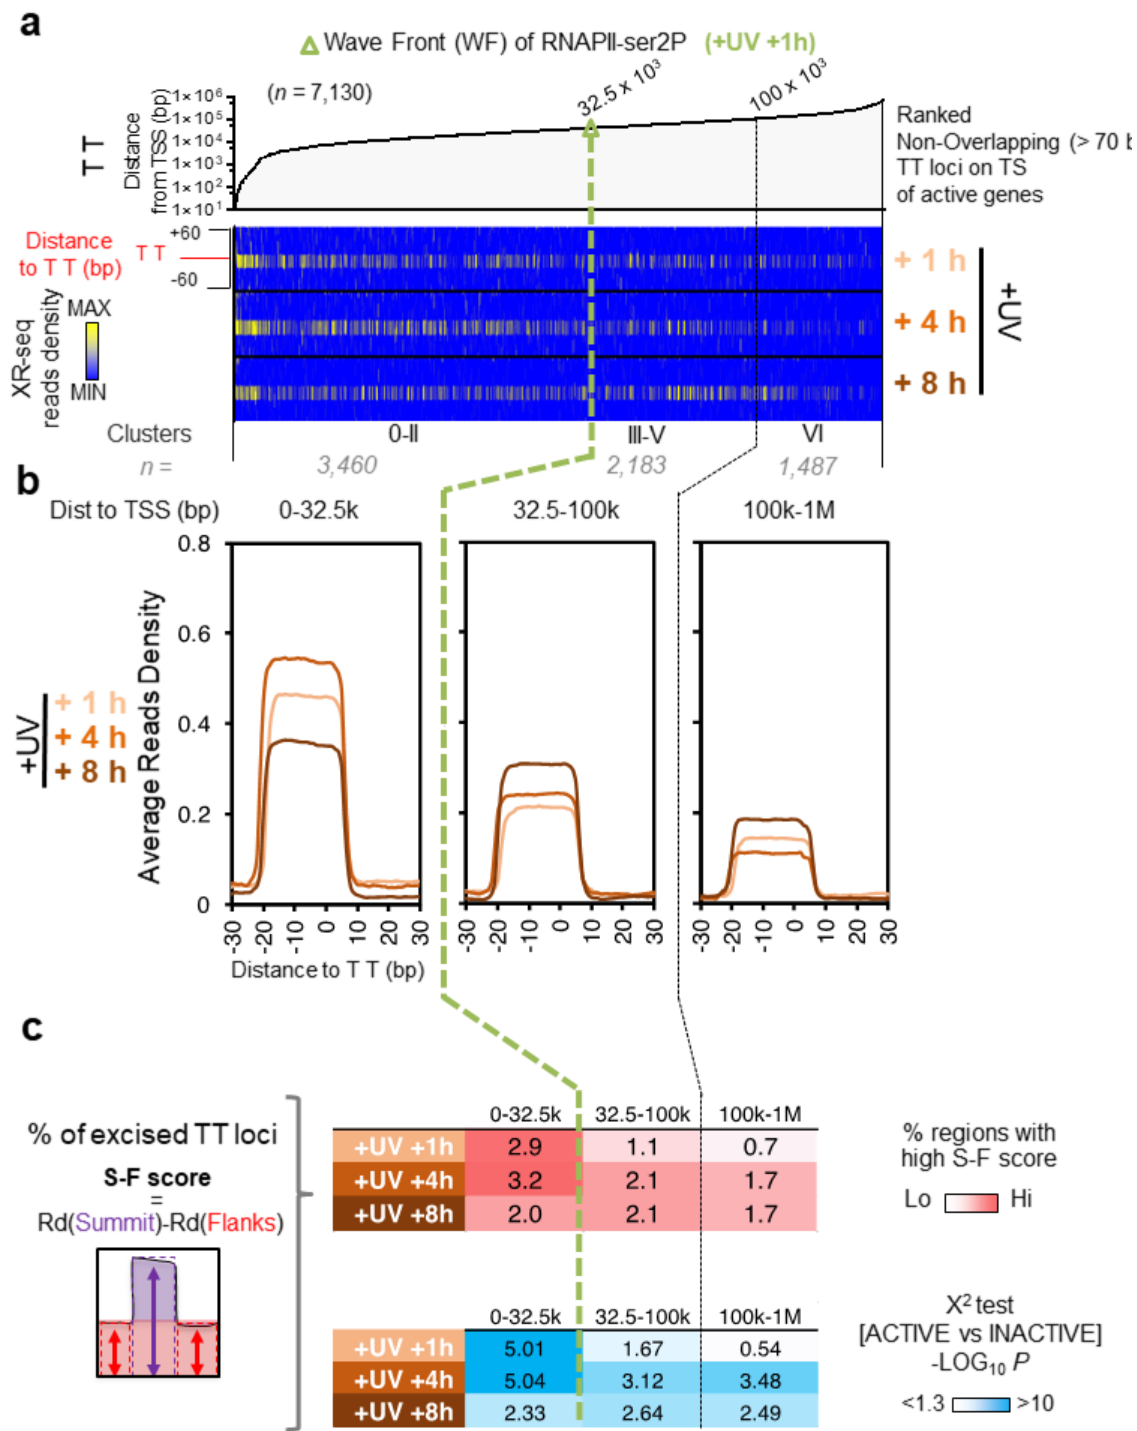 a
Wave Front (WF) of RNAPII-ser2P (+UV +1h)
(n = 7,130)
32.5 x 10³
100 x 10³
TT
Distance
from TSS (bp)
1× 10⁶
1× 10⁵
1× 10⁴
1× 10³
1× 10²
1× 10¹
Ranked
Non-Overlapping (> 70 b
TT loci on TS
of active genes
Distance
to T T (bp)
T T
+60
-60
XR-seq
reads density
MAX
MIN
+ 1 h
+ 4 h
+ 8 h
+UV
Clusters
0-II
III-V
VI
n =
3,460
2,183
1,487
b
Dist to TSS (bp)
0-32.5k
32.5-100k
100k-1M
+UV
+ 1 h
+ 4 h
+ 8 h
Average Reads Density
0.8
0.6
0.4
0.2
0
-30 -20 -10 0 10 20 30
-30 -20 -10 0 10 20 30
-30 -20 -10 0 10 20 30
Distance to T T (bp)
c
% of excised TT loci
S-F score
=
Rd(Summit)-Rd(Flanks)
0-32.5k 32.5-100k 100k-1M
+UV +1h 2.9 1.1 0.7
+UV +4h 3.2 2.1 1.7
+UV +8h 2.0 2.1 1.7
% regions with
high S-F score
Lo Hi
0-32.5k 32.5-100k 100k-1M
+UV +1h 5.01 1.67 0.54
+UV +4h 5.04 3.12 3.48
+UV +8h 2.33 2.64 2.49
X² test
[ACTIVE vs INACTIVE]
-LOG₁₀ P
<1.3 >10